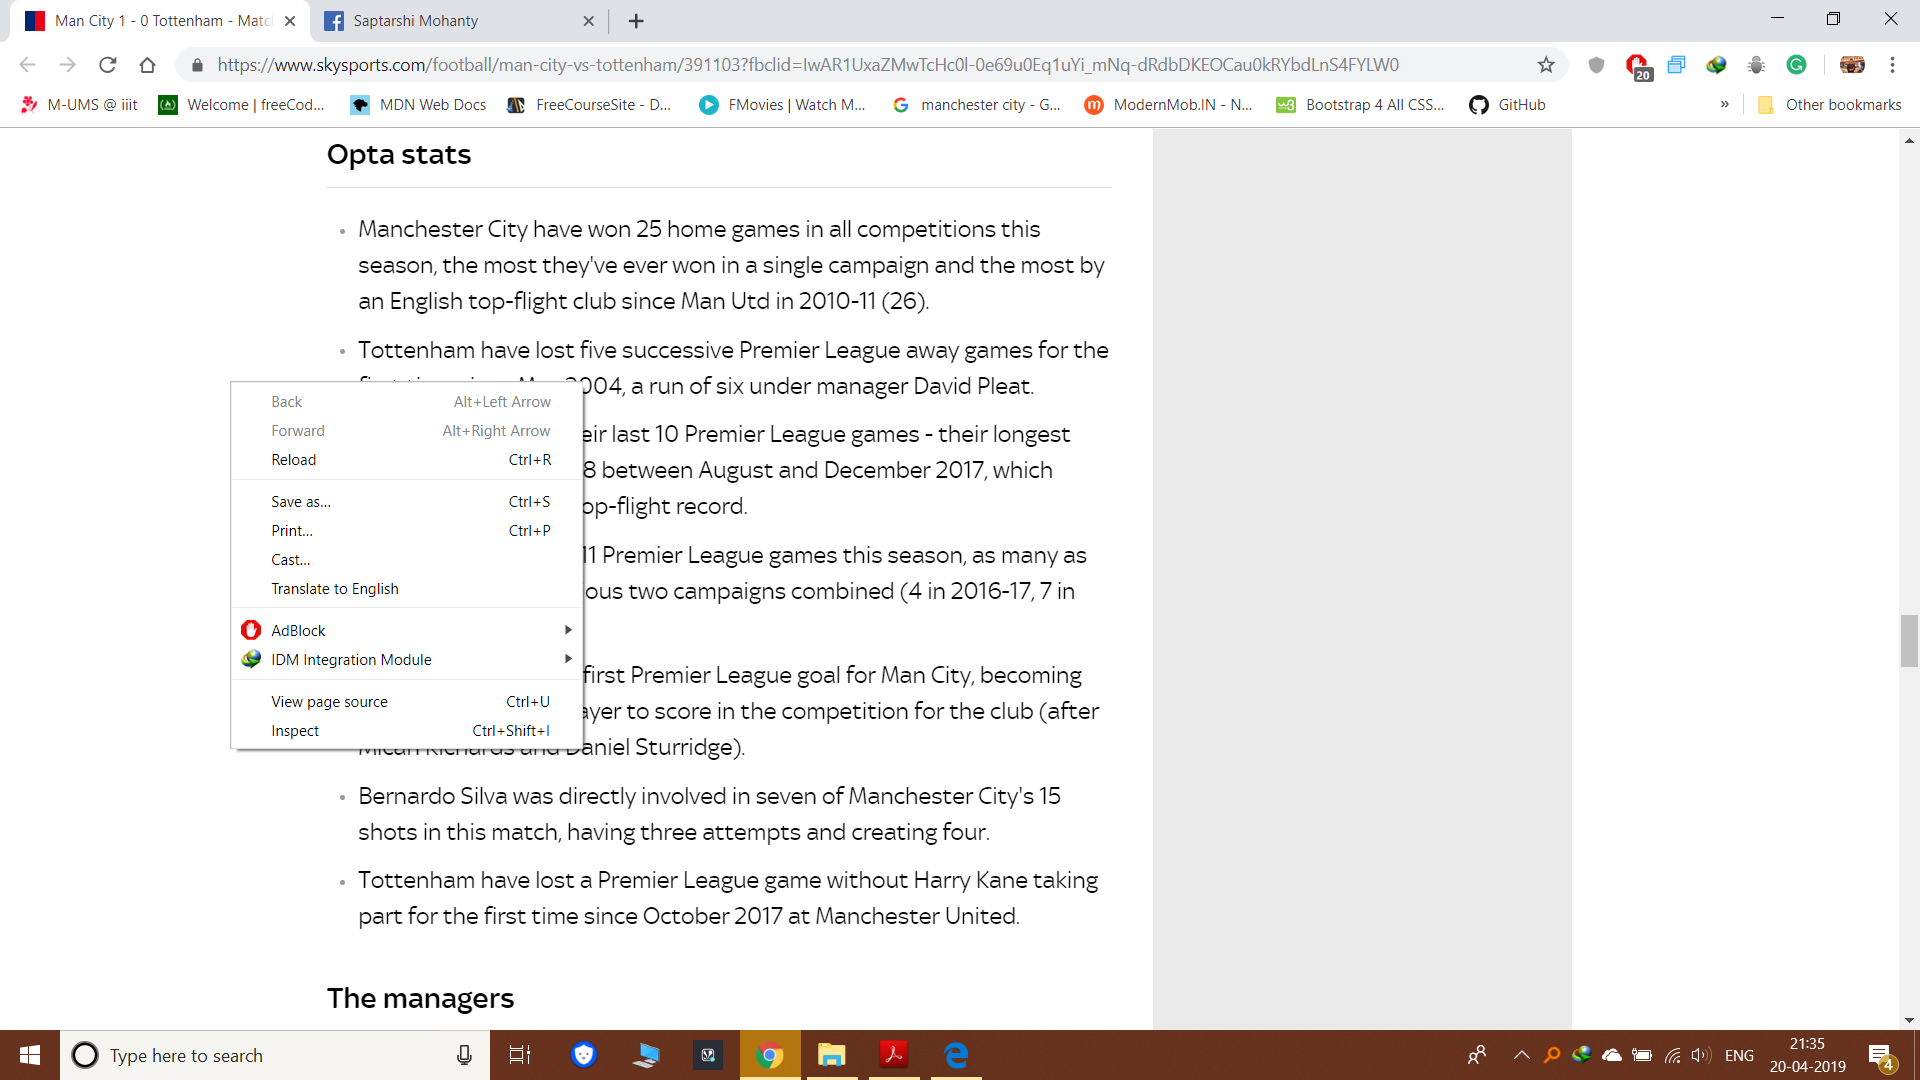 Man City 1 - 0 Tottenham - Matc
Saptarshi Mohanty
https://www.skysports.com/football/man-city-vs-tottenham/391103?fbclid=IwAR1UxaZMwTcHc0l-0e69u0Eq1uYi_mNq-dRdbDKEOCau0kRYbdLnS4FYLW0
20
M-UMS @ iiit
Welcome | freeCod...
MDN Web Docs
FreeCourseSite - D...
FMovies | Watch M...
manchester city - G...
ModernMob.IN - N...
Bootstrap 4 All CSS...
GitHub
»
Other bookmarks
Opta stats
Manchester City have won 25 home games in all competitions this
season, the most they've ever won in a single campaign and the most by
an English top-flight club since Man Utd in 2010-11 (26).
Tottenham have lost five successive Premier League away games for the
2004, a run of six under manager David Pleat.
eir last 10 Premier League games - their longest
8 between August and December 2017, which
op-flight record.
11 Premier League games this season, as many as
ous two campaigns combined (4 in 2016-17, 7 in
first Premier League goal for Man City, becoming
ayer to score in the competition for the club (after
Micah Richards and Daniel Sturridge).
Bernardo Silva was directly involved in seven of Manchester City's 15
shots in this match, having three attempts and creating four.
Tottenham have lost a Premier League game without Harry Kane taking
part for the first time since October 2017 at Manchester United.
The managers
Back Alt+Left Arrow
Forward Alt+Right Arrow
Reload Ctrl+R
Save as... Ctrl+S
Print... Ctrl+P
Cast...
Translate to English
AdBlock
IDM Integration Module
View page source Ctrl+U
Inspect Ctrl+Shift+I
Type here to search
ENG
21:35
20-04-2019
4